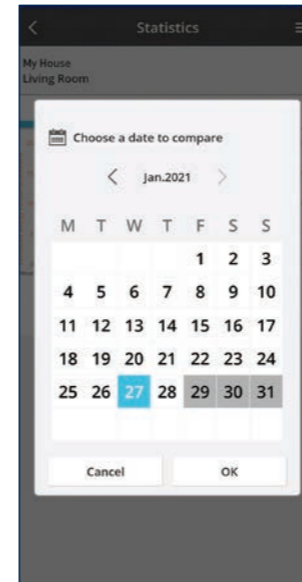 Statistics
My House
Living Room
Choose a date to compare
Jan.2021
M T W T F S S
1 2 3
4 5 6 7 8 9 10
11 12 13 14 15 16 17
18 19 20 21 22 23 24
25 26 27 28 29 30 31
Cancel OK